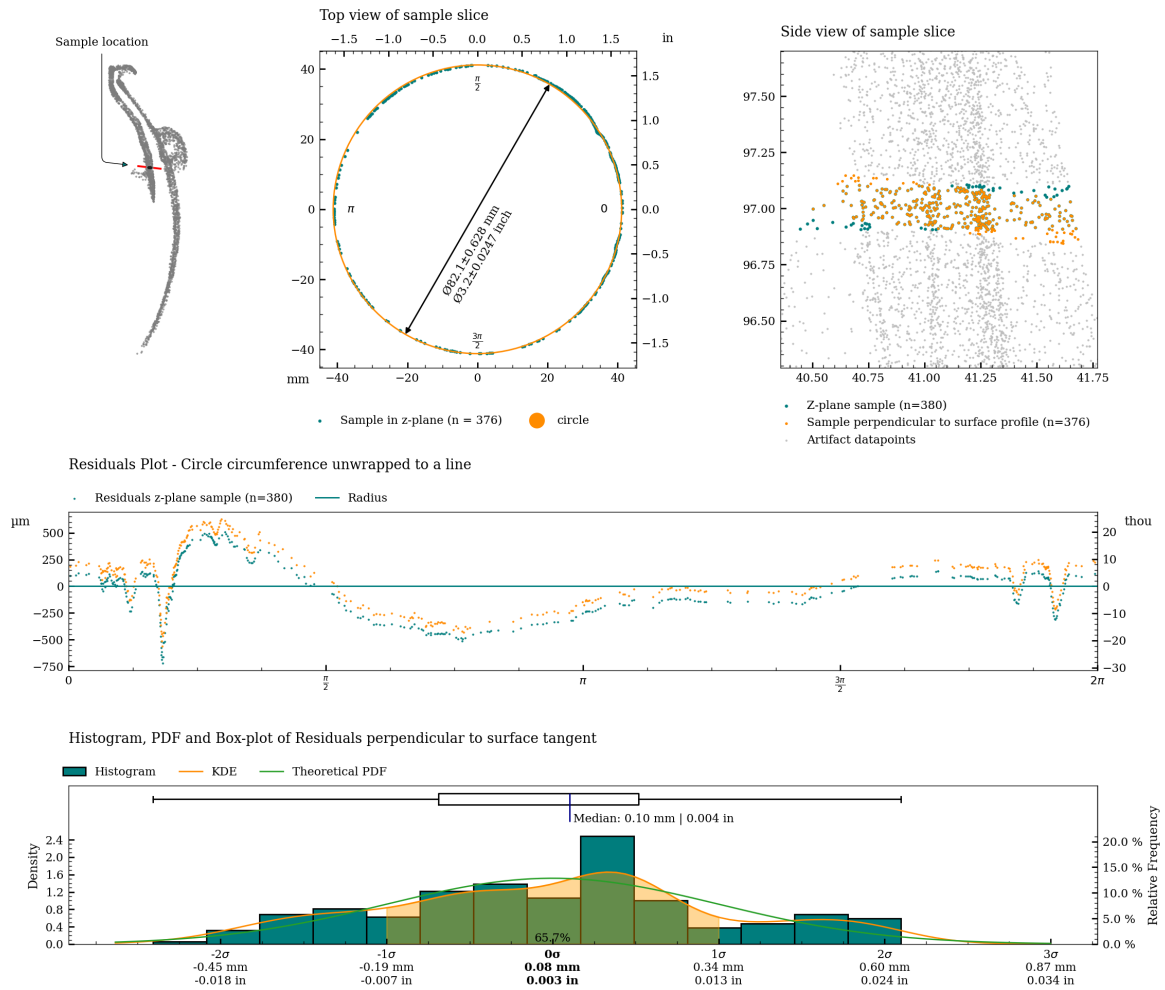 Sample location
Top view of sample slice
−1.5 −1.0 −0.5 0.0 0.5 1.0 1.5 in
40 20 0 −20 −40
1.5 1.0 0.5 0.0 −0.5 −1.0 −1.5
π/2
π
0
3π/2
Ø82.1±0.628 mm
Ø3.2±0.0247 inch
mm −40 −20 0 20 40
Sample in z-plane (n = 376) circle
Side view of sample slice
97.50
97.25
97.00
96.75
96.50
40.50 40.75 41.00 41.25 41.50 41.75
Z-plane sample (n=380)
Sample perpendicular to surface profile (n=376)
Artifact datapoints
Residuals Plot - Circle circumference unwrapped to a line
Residuals z-plane sample (n=380) Radius
µm thou
500 20
250 10
0 0
−250 −10
−500 −20
−750 −30
0 π/2 π 3π/2 2π
Histogram, PDF and Box-plot of Residuals perpendicular to surface tangent
Histogram KDE Theoretical PDF
Median: 0.10 mm | 0.004 in
Density
2.4
2.0
1.6
1.2
0.8
0.4
0.0
Relative Frequency
20.0 %
15.0 %
10.0 %
5.0 %
0.0 %
65.7%
-2σ -1σ 0σ 1σ 2σ 3σ
-0.45 mm -0.19 mm 0.08 mm 0.34 mm 0.60 mm 0.87 mm
-0.018 in -0.007 in 0.003 in 0.013 in 0.024 in 0.034 in